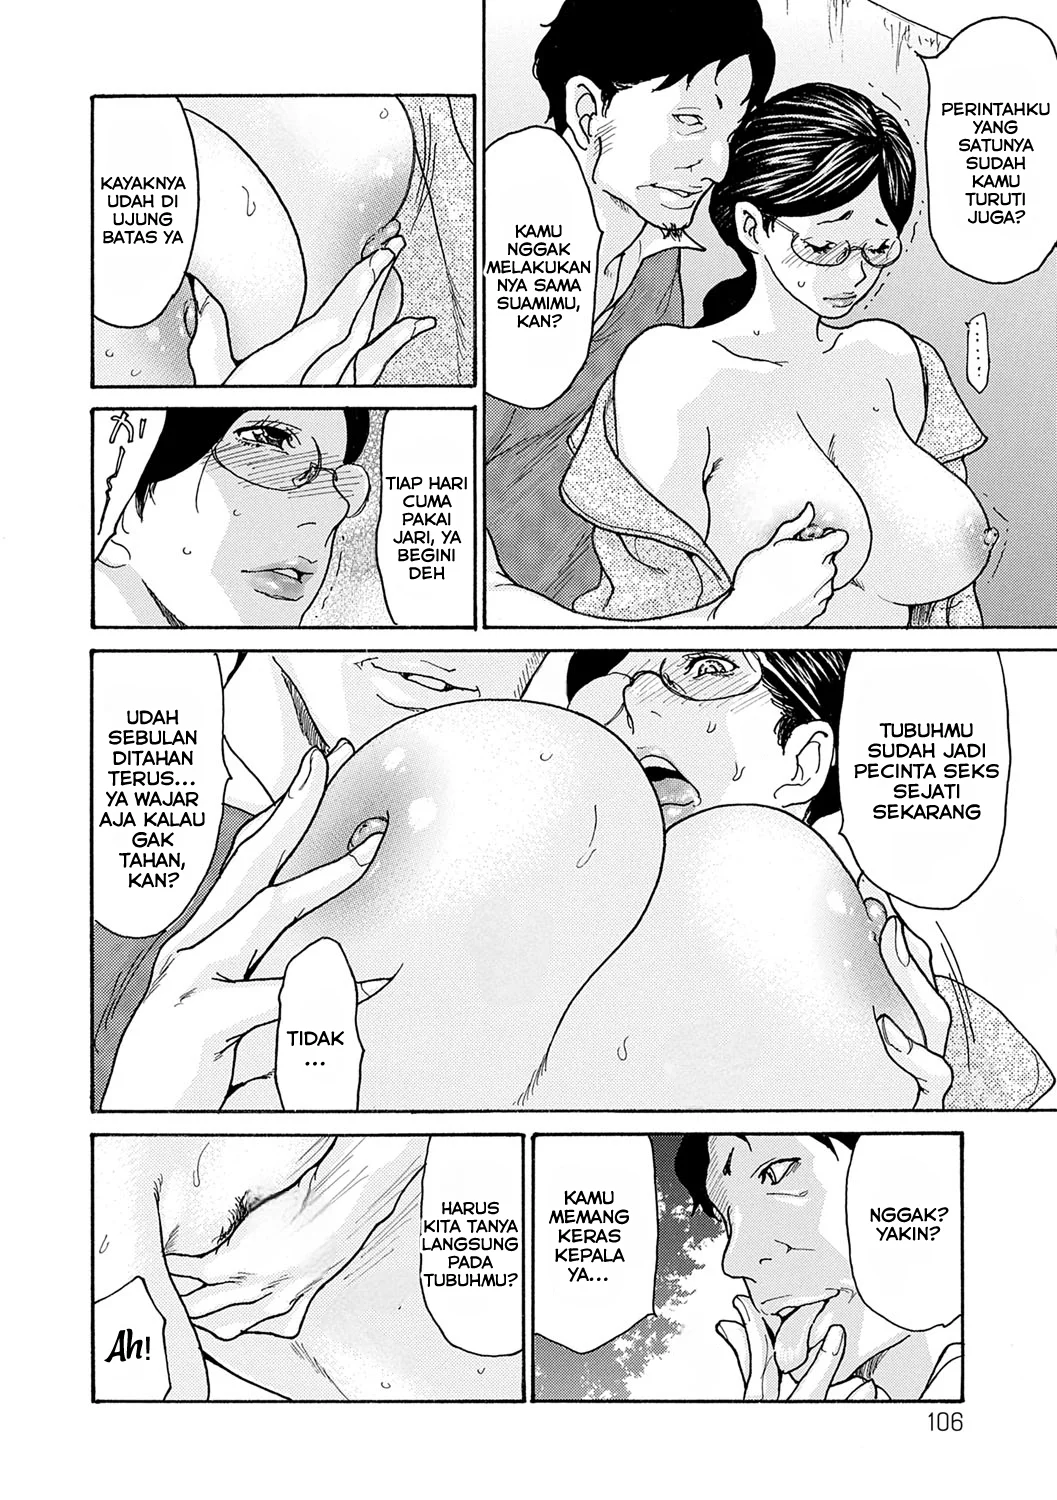 PERINTAHKU
YANG
SATUNYA
SUDAH
KAMU
TURUTI
JUGA?
KAMU
NGGAK
MELAKUKAN
NYA SAMA
SUAMIMU,
KAN?
......
KAYAKNYA
UDAH DI
UJUNG
BATAS YA
TIAP HARI
CUMA
PAKAI
JARI, YA
BEGINI
DEH
TUBUHMU
SUDAH JADI
PECINTA SEKS
SEJATI
SEKARANG
UDAH
SEBULAN
DITAHAN
TERUS...
YA WAJAR
AJA KALAU
GAK
TAHAN,
KAN?
TIDAK
...
NGGAK?
YAKIN?
KAMU
MEMANG
KERAS
KEPALA
YA...
HARUS
KITA TANYA
LANGSUNG
PADA
TUBUHMU?
Ah!
106